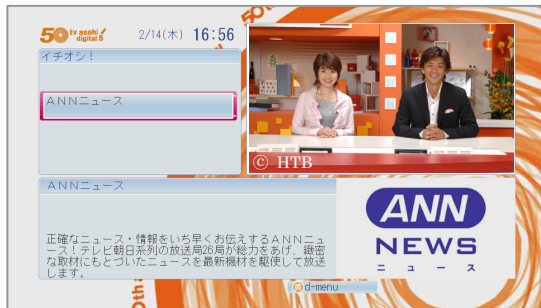 50 tv asahi digital 5
2/14(木) 16:56
50
イチオシ！
ANNニュース
© HTB
ANNニュース
正確なニュース・情報をいち早くお伝えするANNニュ
ース！テレビ朝日系列の放送局26局が総力をあげ、緻密
な取材にもとづいたニュースを最新機材を駆使して放送
します。
ANN
NEWS
ニュース
d-menu
0th